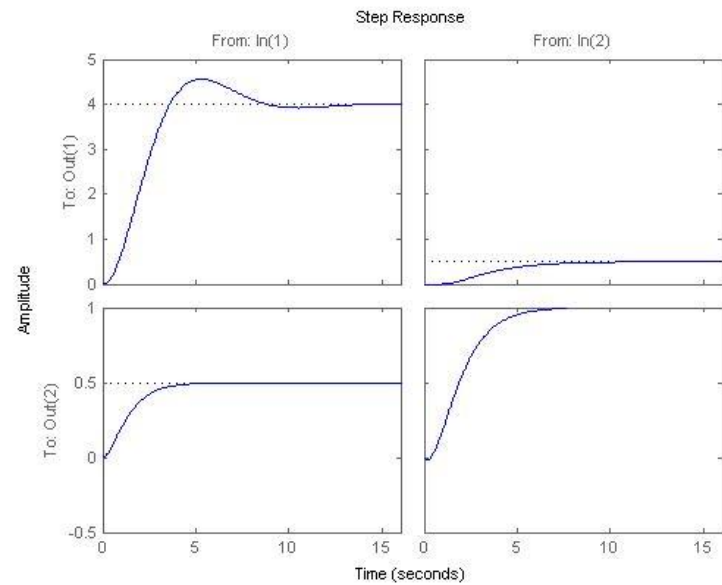 Step Response
From: In(1)
From: In(2)
To: Out(1)
5
4
3
2
1
0
Amplitude
To: Out(2)
1
0.5
0
-0.5
0
5
10
15
0
5
10
15
Time (seconds)